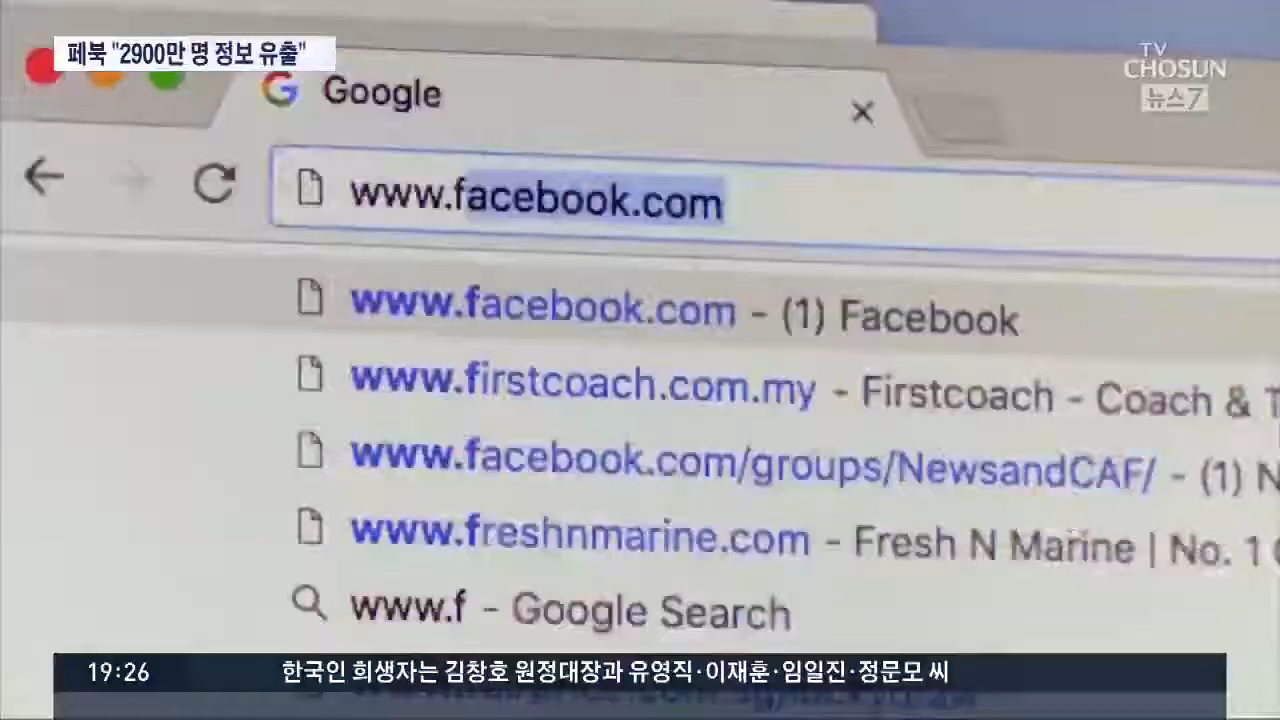 페북 "2900만 명 정보 유출"
TV
CHOSUN
뉴스7
Google
www.facebook.com
www.facebook.com - (1) Facebook
www.firstcoach.com.my - Firstcoach - Coach & T
www.facebook.com/groups/NewsandCAF/ - (1) N
www.freshnmarine.com - Fresh N Marine | No. 1
www.f - Google Search
19:26 한국인 희생자는 김창호 원정대장과 유영직·이재훈·임일진·정문모 씨